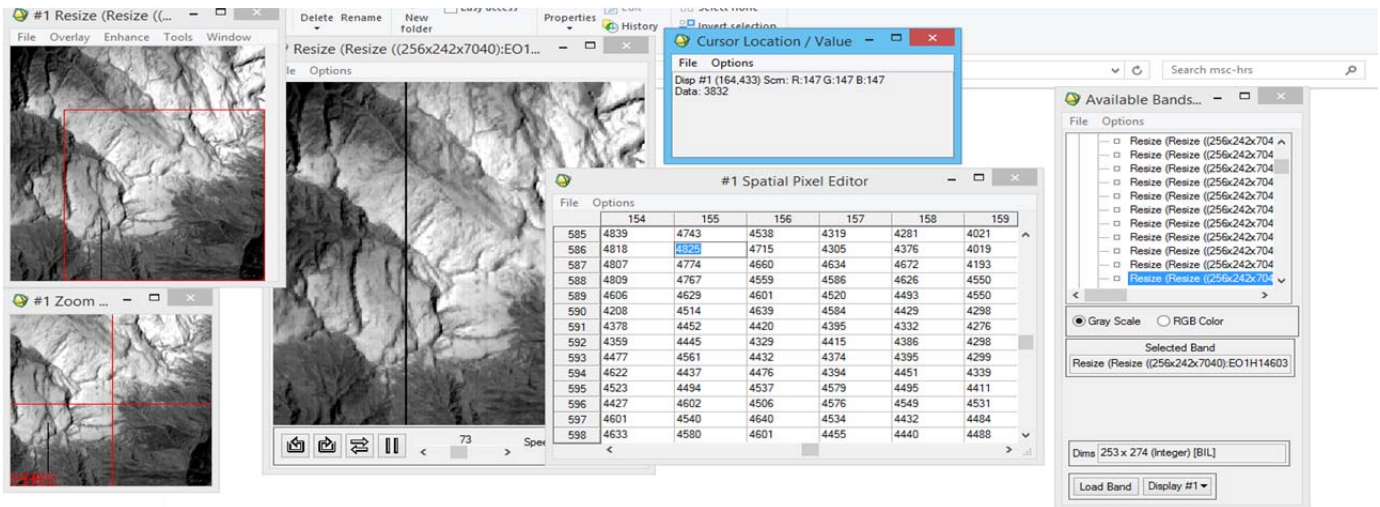 Resize (Resize ((...
File Overlay Enhance Tools Window
Delete Rename New folder
Easy access
Properties
Edit
History
Select none
Invert selection
Resize (Resize ((256x242x7040):EO1...
Options
Cursor Location / Value
File Options
Disp #1 (164,433) Scrn: R:147 G:147 B:147
Data: 3832
Search msc-hrs
#1 Spatial Pixel Editor
File Options
154 155 156 157 158 159
585 4839 4743 4538 4319 4281 4021
586 4818 4825 4715 4305 4376 4019
587 4807 4774 4660 4634 4672 4193
588 4809 4767 4559 4586 4626 4550
589 4606 4629 4601 4520 4493 4550
590 4208 4514 4639 4584 4429 4298
591 4378 4452 4420 4395 4332 4276
592 4359 4445 4329 4415 4386 4298
593 4477 4561 4432 4374 4395 4299
594 4622 4437 4476 4394 4451 4339
595 4523 4494 4537 4579 4495 4411
596 4427 4602 4506 4576 4549 4531
597 4601 4540 4640 4534 4432 4484
598 4633 4580 4601 4455 4440 4488
#1 Zoom ...
73
Available Bands...
File Options
Resize (Resize ((256x242x704
Resize (Resize ((256x242x704
Resize (Resize ((256x242x704
Resize (Resize ((256x242x704
Resize (Resize ((256x242x704
Resize (Resize ((256x242x704
Resize (Resize ((256x242x704
Resize (Resize ((256x242x704
Resize (Resize ((256x242x704
Resize (Resize ((256x242x704
Resize (Resize ((256x242x704
Gray Scale RGB Color
Selected Band
Resize (Resize ((256x242x7040):EO1H14603
Dims 253 x 274 (Integer) [BIL]
Load Band Display #1